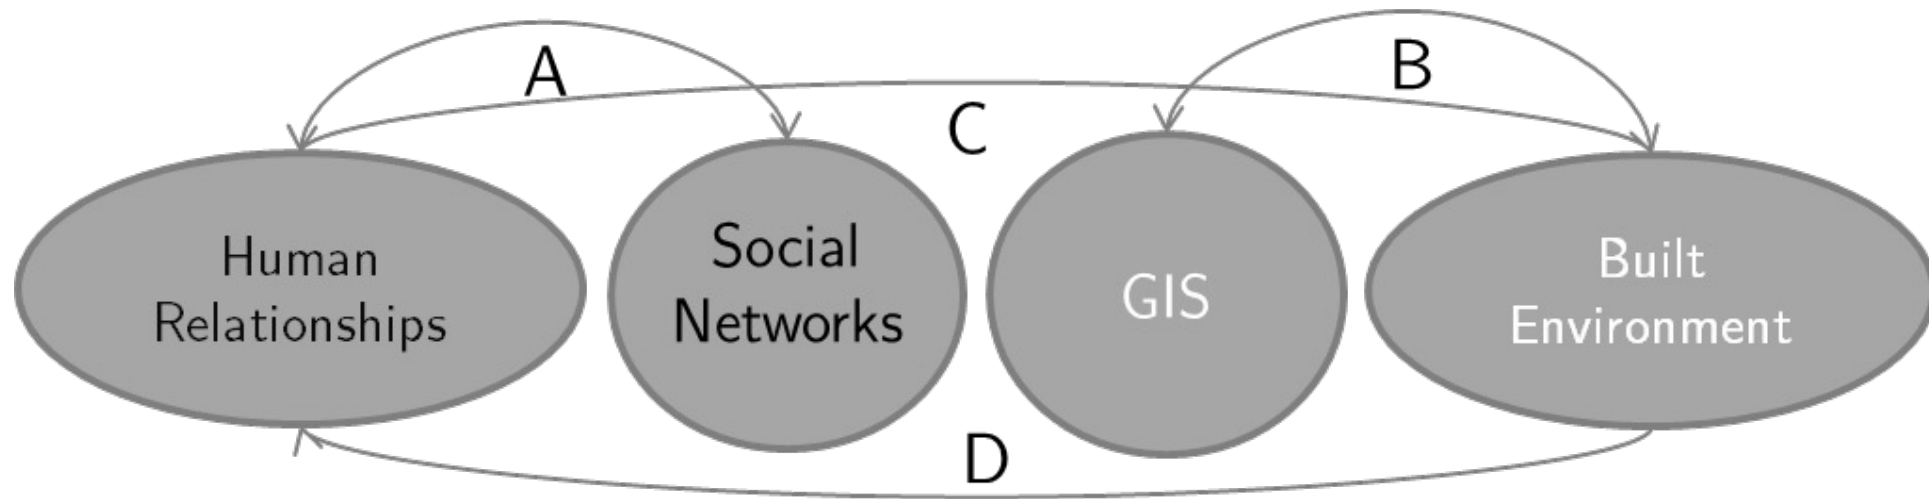 A
B
C
Human
Relationships
Social
Networks
GIS
Built
Environment
D